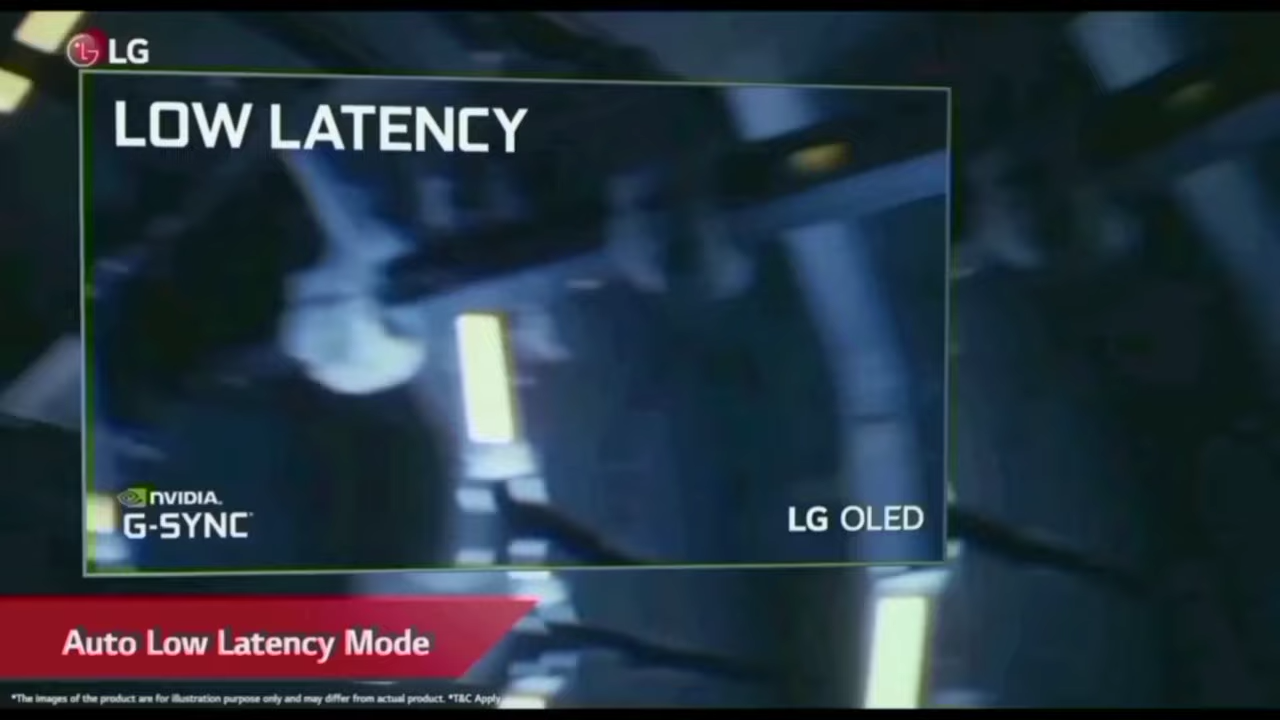 LG
LOW LATENCY
NVIDIA.
G-SYNC
LG OLED
Auto Low Latency Mode
*The images of the product are for illustration purpose only and may differ from actual product. *T&C Apply